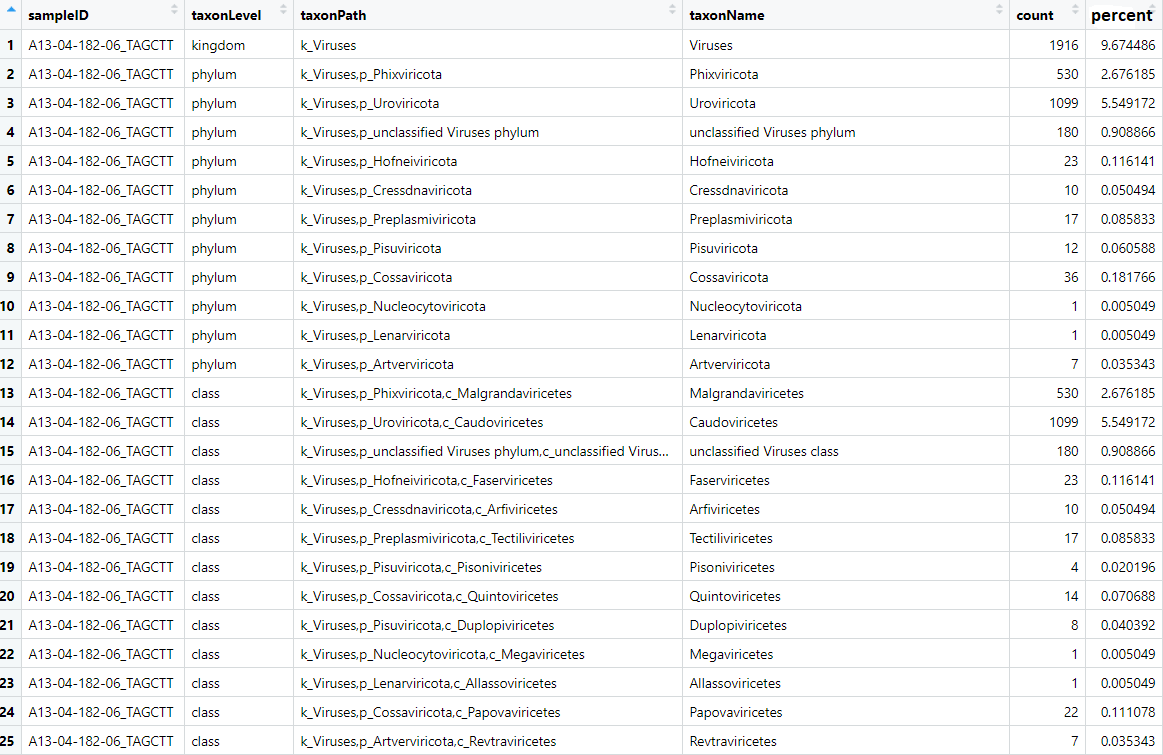 sampleID taxonLevel taxonPath taxonName count percent
1 A13-04-182-06_TAGCTT kingdom k_Viruses Viruses 1916 9.674486
2 A13-04-182-06_TAGCTT phylum k_Viruses,p_Phixviricota Phixviricota 530 2.676185
3 A13-04-182-06_TAGCTT phylum k_Viruses,p_Uroviricota Uroviricota 1099 5.549172
4 A13-04-182-06_TAGCTT phylum k_Viruses,p_unclassified Viruses phylum unclassified Viruses phylum 180 0.908866
5 A13-04-182-06_TAGCTT phylum k_Viruses,p_Hofneiviricota Hofneiviricota 23 0.116141
6 A13-04-182-06_TAGCTT phylum k_Viruses,p_Cressdnaviricota Cressdnaviricota 10 0.050494
7 A13-04-182-06_TAGCTT phylum k_Viruses,p_Preplasmiviricota Preplasmiviricota 17 0.085833
8 A13-04-182-06_TAGCTT phylum k_Viruses,p_Pisuviricota Pisuviricota 12 0.060588
9 A13-04-182-06_TAGCTT phylum k_Viruses,p_Cossaviricota Cossaviricota 36 0.181766
10 A13-04-182-06_TAGCTT phylum k_Viruses,p_Nucleocytoviricota Nucleocytoviricota 1 0.005049
11 A13-04-182-06_TAGCTT phylum k_Viruses,p_Lenarviricota Lenarviricota 1 0.005049
12 A13-04-182-06_TAGCTT phylum k_Viruses,p_Artverviricota Artverviricota 7 0.035343
13 A13-04-182-06_TAGCTT class k_Viruses,p_Phixviricota,c_Malgrandaviricetes Malgrandaviricetes 530 2.676185
14 A13-04-182-06_TAGCTT class k_Viruses,p_Uroviricota,c_Caudoviricetes Caudoviricetes 1099 5.549172
15 A13-04-182-06_TAGCTT class k_Viruses,p_unclassified Viruses phylum,c_unclassified Virus... unclassified Viruses class 180 0.908866
16 A13-04-182-06_TAGCTT class k_Viruses,p_Hofneiviricota,c_Faserviricetes Faserviricetes 23 0.116141
17 A13-04-182-06_TAGCTT class k_Viruses,p_Cressdnaviricota,c_Arfiviricetes Arfiviricetes 10 0.050494
18 A13-04-182-06_TAGCTT class k_Viruses,p_Preplasmiviricota,c_Tectiliviricetes Tectiliviricetes 17 0.085833
19 A13-04-182-06_TAGCTT class k_Viruses,p_Pisuviricota,c_Pisoniviricetes Pisoniviricetes 4 0.020196
20 A13-04-182-06_TAGCTT class k_Viruses,p_Cossaviricota,c_Quintoviricetes Quintoviricetes 14 0.070688
21 A13-04-182-06_TAGCTT class k_Viruses,p_Pisuviricota,c_Duplopiviricetes Duplopiviricetes 8 0.040392
22 A13-04-182-06_TAGCTT class k_Viruses,p_Nucleocytoviricota,c_Megaviricetes Megaviricetes 1 0.005049
23 A13-04-182-06_TAGCTT class k_Viruses,p_Lenarviricota,c_Allassoviricetes Allassoviricetes 1 0.005049
24 A13-04-182-06_TAGCTT class k_Viruses,p_Cossaviricota,c_Papovaviricetes Papovaviricetes 22 0.111078
25 A13-04-182-06_TAGCTT class k_Viruses,p_Artverviricota,c_Revtraviricetes Revtraviricetes 7 0.035343